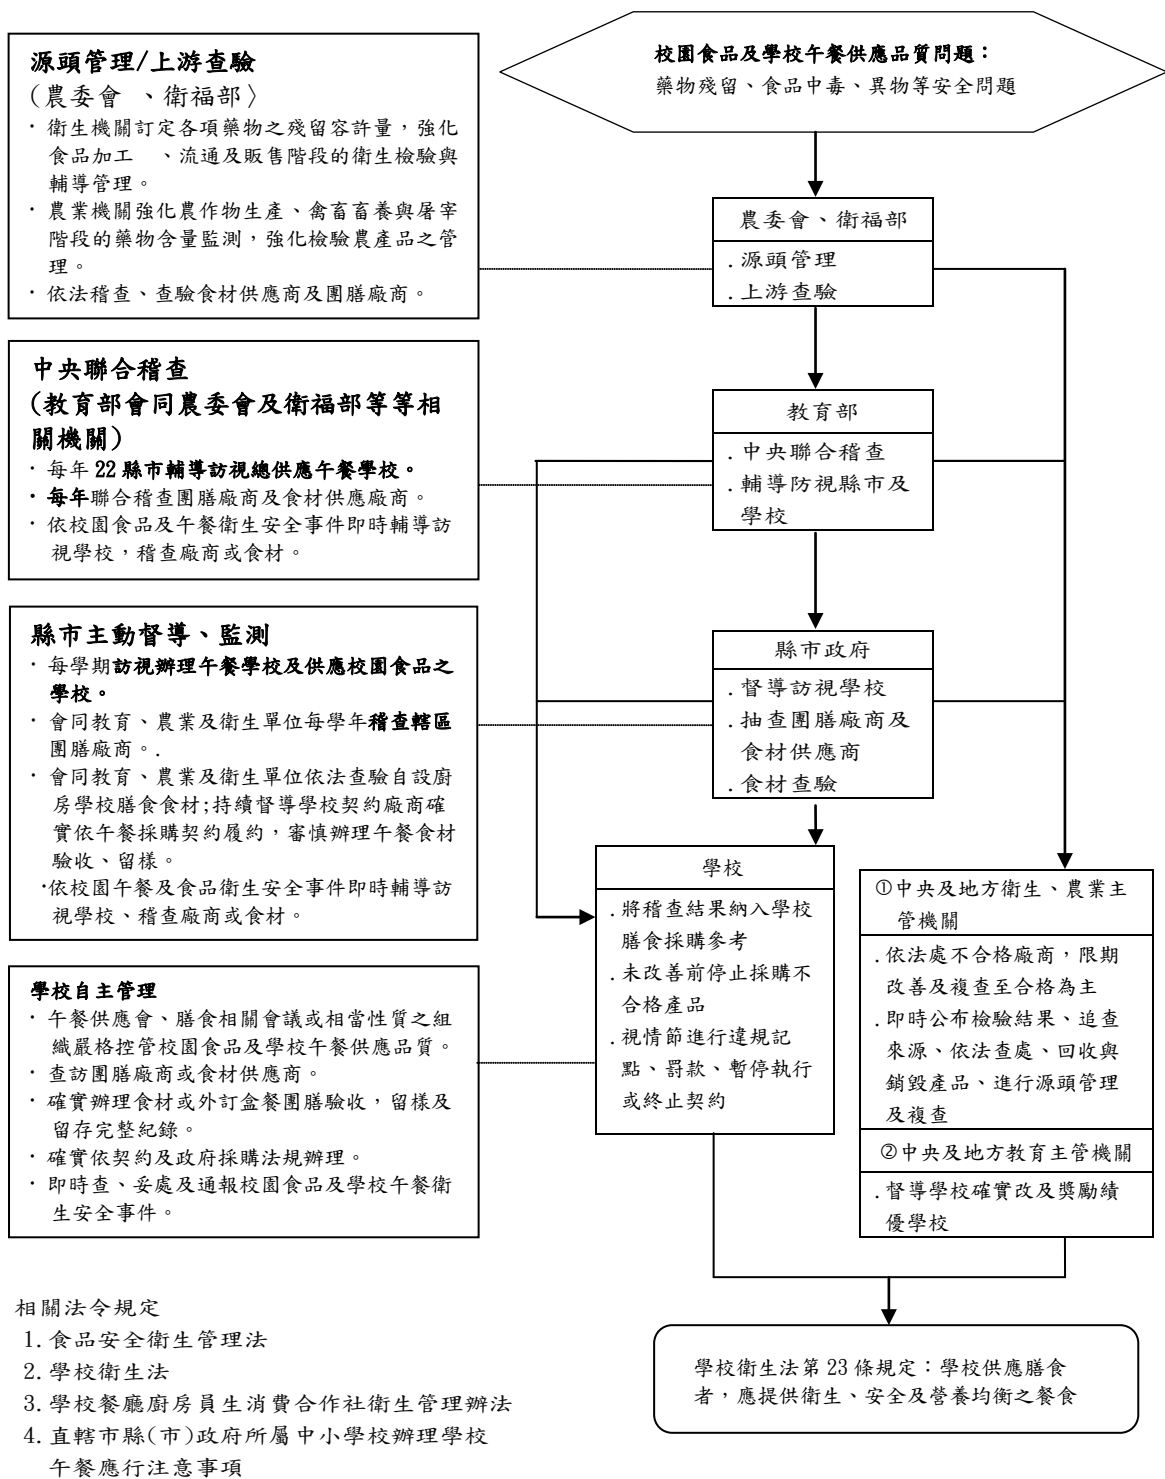 校園食品及學校午餐供應品質問題：
藥物殘留、食品中毒、異物等安全問題
源頭管理/上游查驗
（農委會 、衛福部〉
· 衛生機關訂定各項藥物之殘留容許量，強化
食品加工 、流通及販售階段的衛生檢驗與
輔導管理。
· 農業機關強化農作物生產、禽畜畜養與屠宰
階段的藥物含量監測，強化檢驗農產品之管
理。
· 依法稽查、查驗食材供應商及團膳廠商。
農委會、衛福部
.源頭管理
.上游查驗
中央聯合稽查
(教育部會同農委會及衛福部等等相
關機關)
· 每年 22 縣市輔導訪視總供應午餐學校。
· 每年聯合稽查團膳廠商及食材供應廠商。
· 依校園食品及午餐衛生安全事件即時輔導訪
視學校，稽查廠商或食材。
教育部
.中央聯合稽查
.輔導防視縣市及
學校
縣市主動督導、監測
· 每學期訪視辦理午餐學校及供應校園食品之
學校。
· 會同教育、農業及衛生單位每學年稽查轄區
團膳廠商。.
· 會同教育、農業及衛生單位依法查驗自設廚
房學校膳食食材;持續督導學校契約廠商確
實依午餐採購契約履約，審慎辦理午餐食材
驗收、留樣。
·依校園午餐及食品衛生安全事件即時輔導訪
視學校、稽查廠商或食材。
縣市政府
.督導訪視學校
.抽查團膳廠商及
食材供應商
.食材查驗
學校自主管理
· 午餐供應會、膳食相關會議或相當性質之組
織嚴格控管校園食品及學校午餐供應品質。
· 查訪團膳廠商或食材供應商。
· 確實辦理食材或外訂盒餐團膳驗收，留樣及
留存完整紀錄。
· 確實依契約及政府採購法規辦理。
· 即時查、妥處及通報校園食品及學校午餐衛
生安全事件。
學校
.將稽查結果納入學校
膳食採購參考
.未改善前停止採購不
合格產品
.視情節進行違規記
點、罰款、暫停執行
或終止契約
①中央及地方衛生、農業主
管機關
.依法處不合格廠商，限期
改善及複查至合格為主
.即時公布檢驗結果、追查
來源、依法查處、回收與
銷毀產品、進行源頭管理
及複查
②中央及地方教育主管機關
.督導學校確實改及獎勵績
優學校
相關法令規定
1.食品安全衛生管理法
2.學校衛生法
3.學校餐廳廚房員生消費合作社衛生管理辦法
4.直轄市縣(市)政府所屬中小學校辦理學校
午餐應行注意事項
學校衛生法第 23 條規定：學校供應膳食
者，應提供衛生、安全及營養均衡之餐食